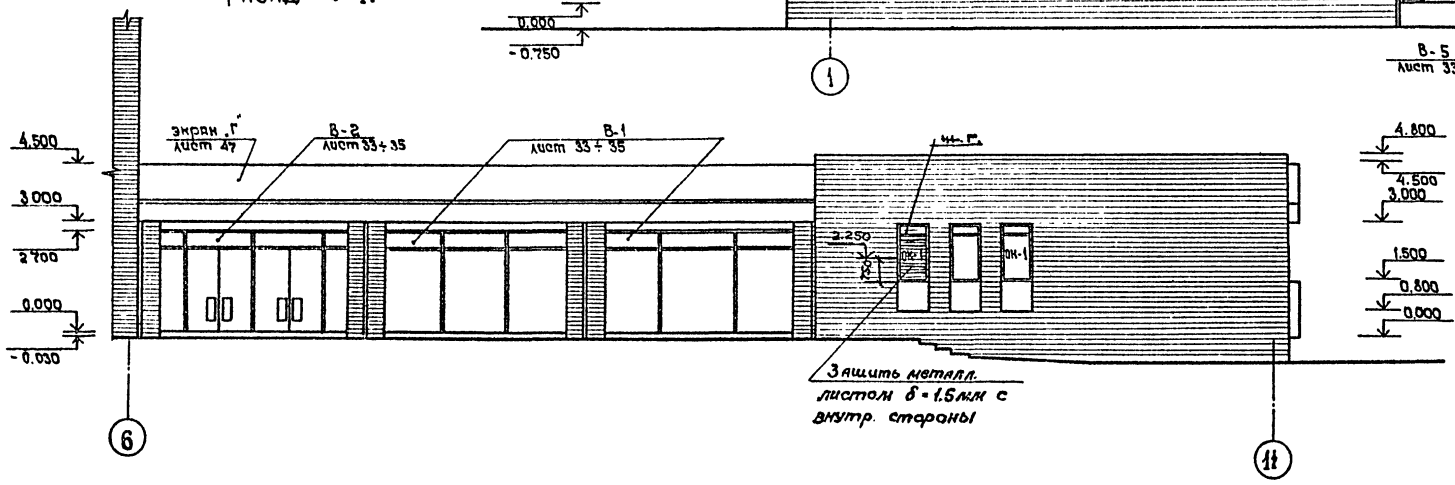 0.000
- 0.750
1
В-5
лист 33
4.500
экран „Г"
лист 47
В-2
лист 33÷35
В-1
лист 33÷35
ж.г.
4.800
4.500
3.000
3.000
2.700
2.250
750
ОК-1
ОК-1
1.500
0.800
0.000
0.000
- 0.030
Зашить металл.
листом δ=1.5мм с
внутр. стороны
6
11